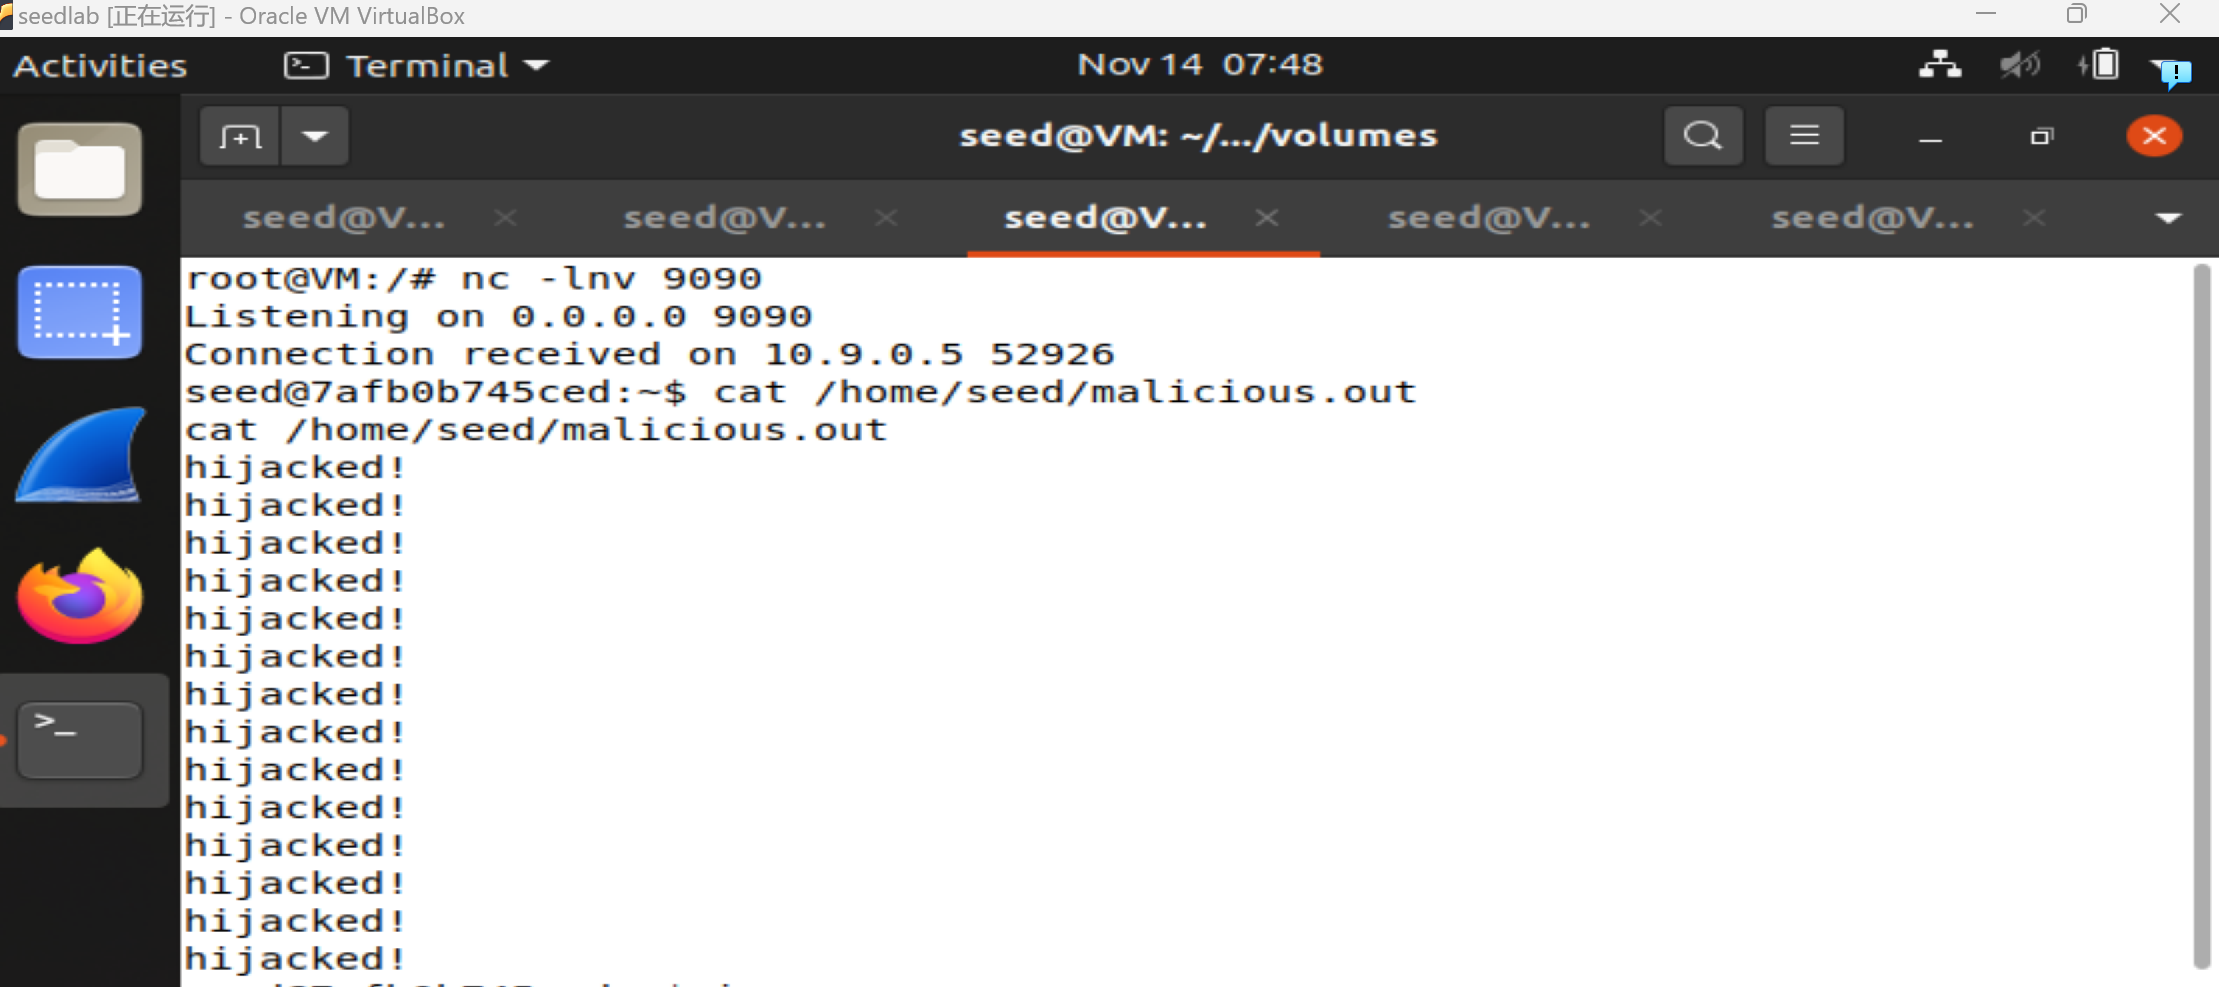 seedlab [正在运行] - Oracle VM VirtualBox
Activities Terminal Nov 14 07:48
seed@VM: ~/.../volumes
seed@V... seed@V... seed@V... seed@V... seed@V...
root@VM:/# nc -lnv 9090
Listening on 0.0.0.0 9090
Connection received on 10.9.0.5 52926
seed@7afb0b745ced:~$ cat /home/seed/malicious.out
cat /home/seed/malicious.out
hijacked!
hijacked!
hijacked!
hijacked!
hijacked!
hijacked!
hijacked!
hijacked!
hijacked!
hijacked!
hijacked!
hijacked!
hijacked!
hijacked!